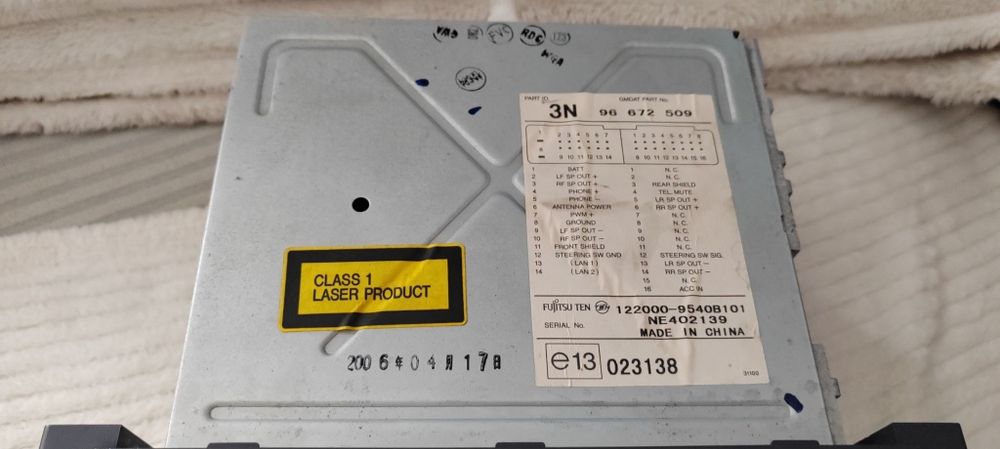 FVC
RDC
123
PART ID. GMDAT PART No.
3N 96 672 509
1 2 3 4 5 6 7 1 2 3 4 5 6 7 8
8 9 10 11 12 13 14 9 10 11 12 13 14 15 16
1 BATT 1 N.C.
2 LF SP OUT + 2 N.C.
3 RF SP OUT + 3 REAR SHIELD
4 PHONE + 4 TEL MUTE
5 PHONE − 5 LR SP OUT +
6 ANTENNA POWER 6 RR SP OUT +
7 PWM + 7 N.C.
8 GROUND 8 N.C.
9 LF SP OUT − 9 N.C.
10 RF SP OUT − 10 N.C.
11 FRONT SHIELD 11 N.C.
12 STEERING SW GND 12 STEERING SW SIG.
13 (LAN 1) 13 LR SP OUT −
14 (LAN 2) 14 RR SP OUT −
15 N.C.
16 ACC IN
FUJITSU TEN 122000-9540B101
SERIAL No. NE402139
MADE IN CHINA
e13 023138
31100
CLASS 1
LASER PRODUCT
2006年04月17日